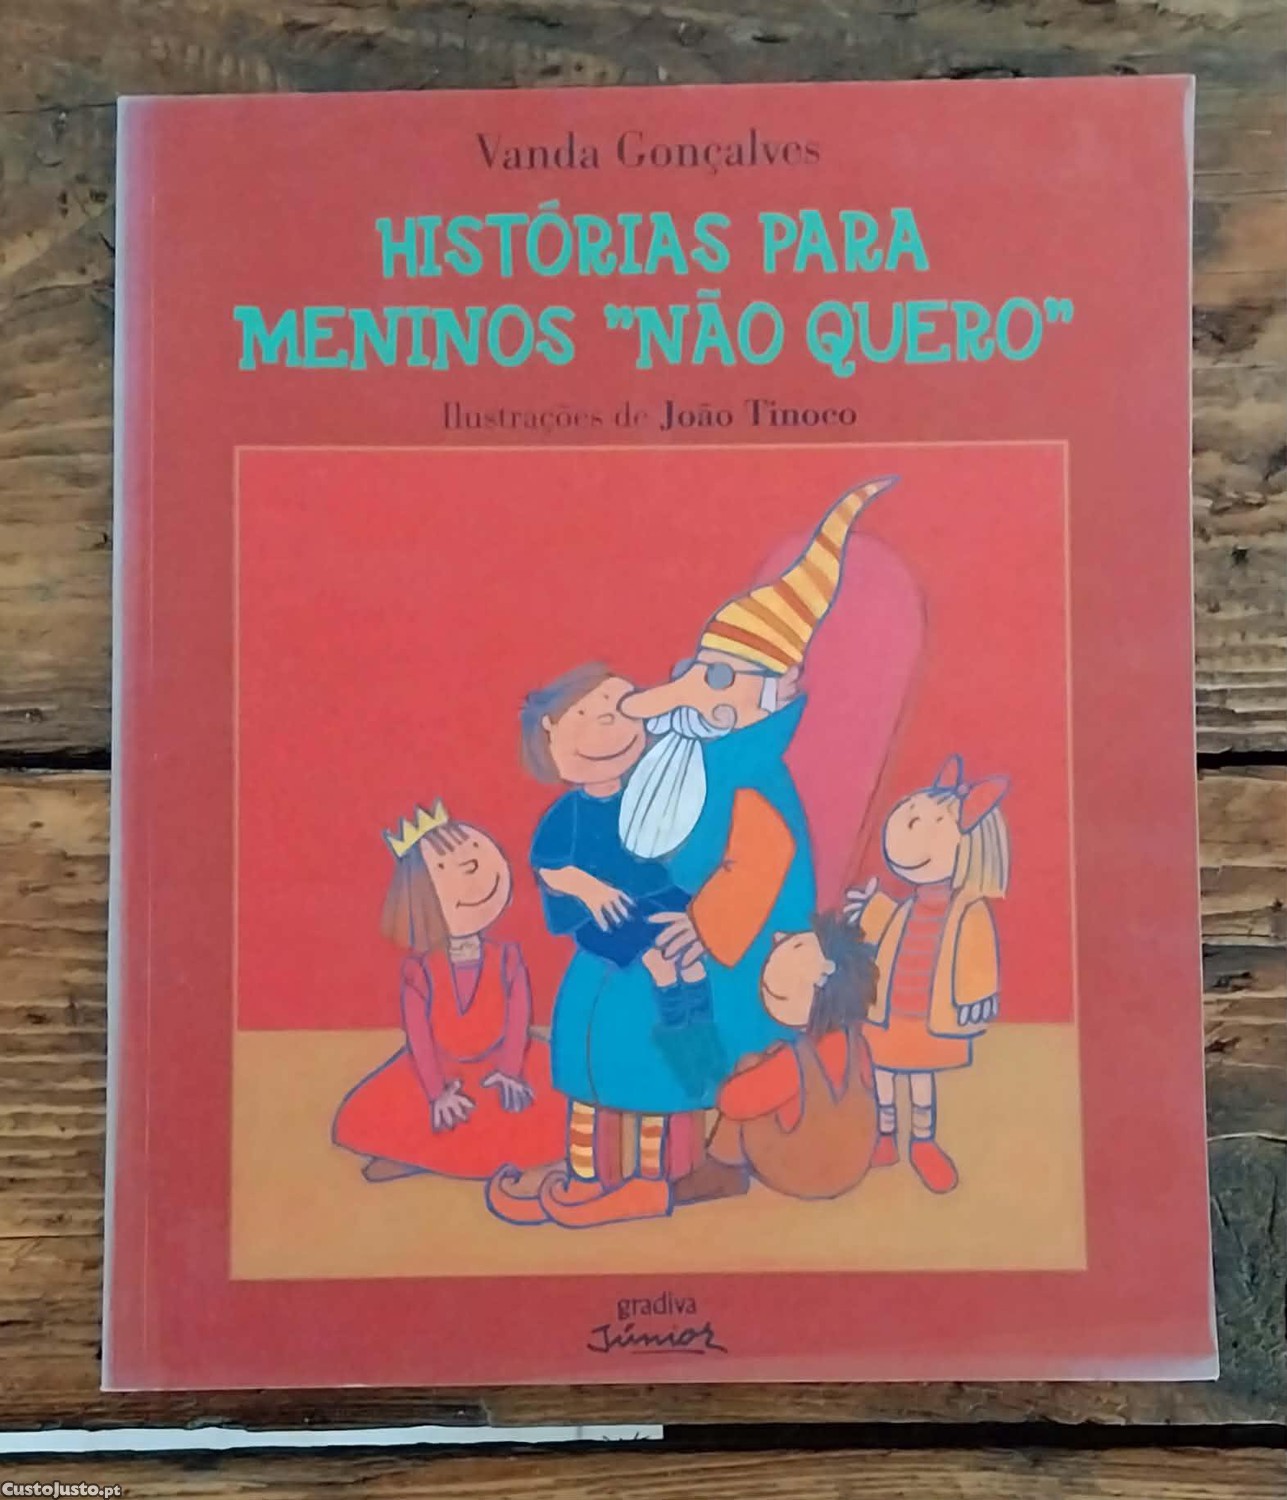 Vanda Gonçalves
HISTÓRIAS PARA
MENINOS "NÃO QUERO"
Ilustrações de João Tinoco
gradiva
Júnior
CustoJusto.pt